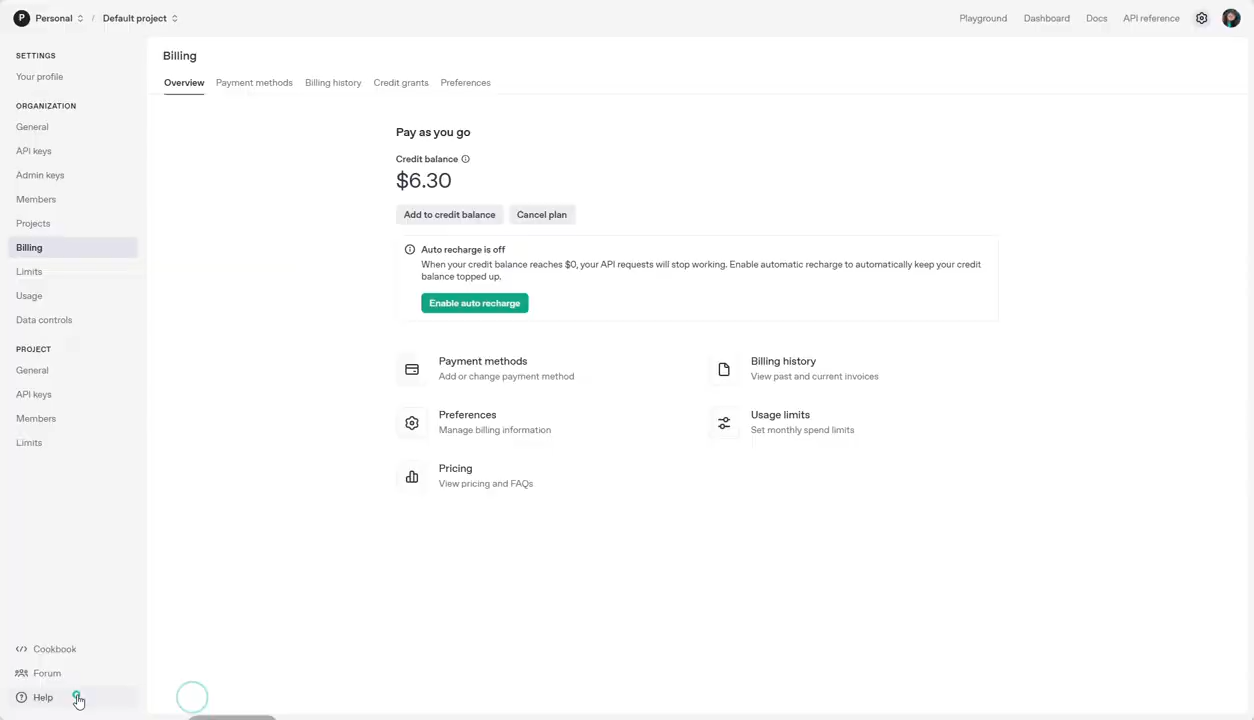 P Personal / Default project
Playground Dashboard Docs API reference
SETTINGS
Your profile
ORGANIZATION
General
API keys
Admin keys
Members
Projects
Billing
Limits
Usage
Data controls
PROJECT
General
API keys
Members
Limits
Cookbook
Forum
Help
Billing
Overview Payment methods Billing history Credit grants Preferences
Pay as you go
Credit balance
$6.30
Add to credit balance Cancel plan
Auto recharge is off
When your credit balance reaches $0, your API requests will stop working. Enable automatic recharge to automatically keep your credit
balance topped up.
Enable auto recharge
Payment methods
Add or change payment method
Billing history
View past and current invoices
Preferences
Manage billing information
Usage limits
Set monthly spend limits
Pricing
View pricing and FAQs